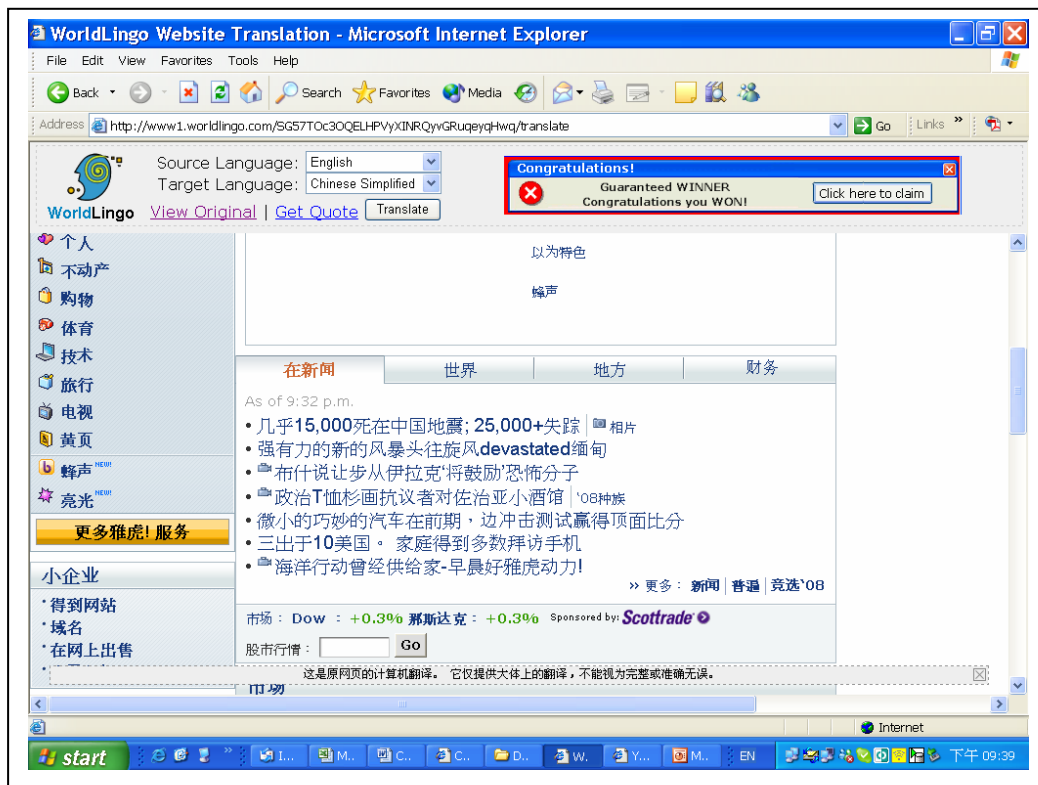 WorldLingo Website Translation - Microsoft Internet Explorer
File Edit View Favorites Tools Help
Back Search Favorites Media
Address http://www1.worldlingo.com/SG57TOc3OQELHPVyXINRQyvGRuqeyqHwq/translate Go Links »
Source Language: English
Target Language: Chinese Simplified
WorldLingo View Original | Get Quote Translate
Congratulations!
Guaranteed WINNER
Congratulations you WON!
Click here to claim
个人
不动产
购物
体育
技术
旅行
电视
黄页
蜂声 NEW!
亮光 NEW!
更多雅虎! 服务
小企业
·得到网站
·域名
·在网上出售
以为特色
蜂声
在新闻 世界 地方 财务
As of 9:32 p.m.
• 几乎15,000死在中国地震; 25,000+失踪 | 相片
• 强有力的新的风暴头往旋风devastated缅甸
• 布什说让步从伊拉克‘将鼓励’恐怖分子
• 政治T恤杉画抗议者对佐治亚小酒馆 | ‘08种族
• 微小的巧妙的汽车在前期，边冲击测试赢得顶面比分
• 三出于10美国。 家庭得到多数拜访手机
• 海洋行动曾经供给家-早晨好雅虎动力!
» 更多： 新闻 | 普遍 | 竞选‘08
市场： Dow ：+0.3% 那斯达克：+0.3% Sponsored by: Scottrade
股市行情： Go
这是原网页的计算机翻译。 它仅提供大体上的翻译，不能视为完整或准确无误。
市场
Internet
start » I... M.. C.. C... D... W. Y... M... EN 下午 09:39